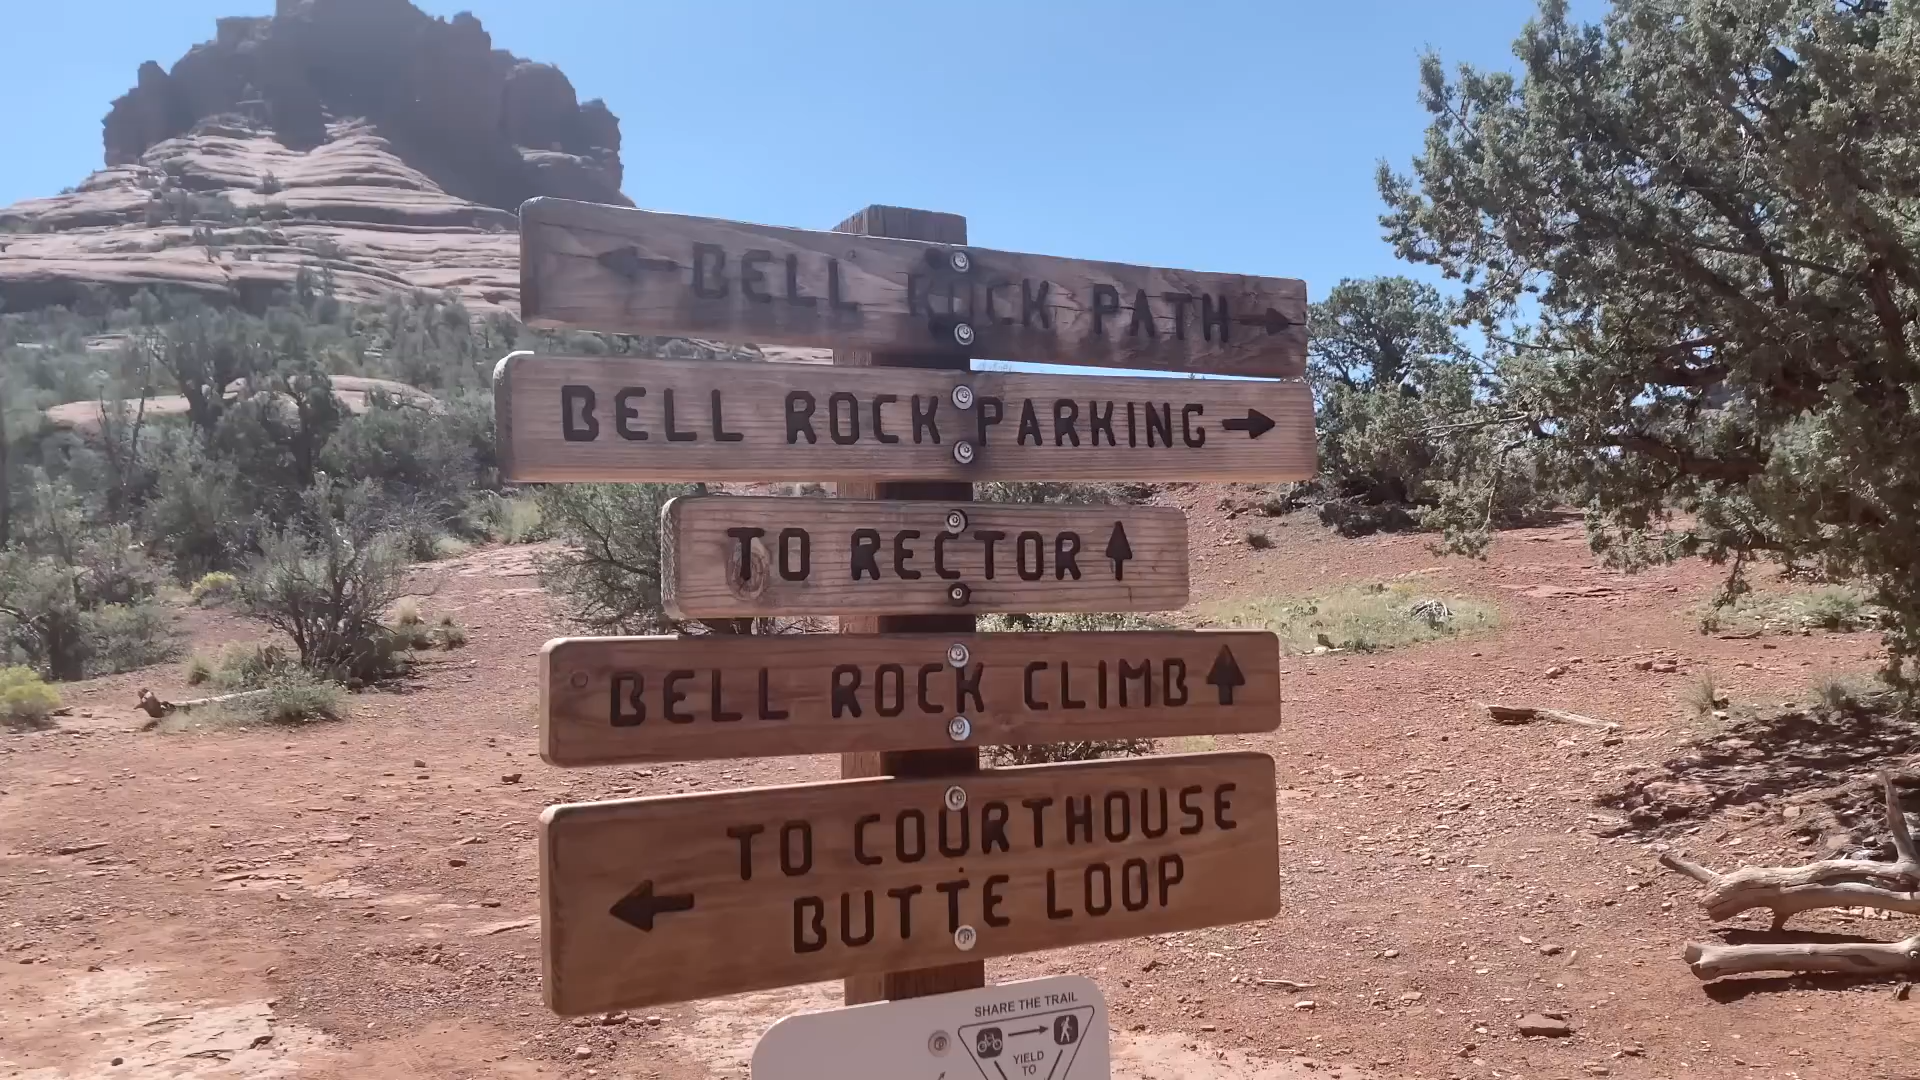 BELL ROCK PATH
BELL ROCK PARKING
TO RECTOR
BELL ROCK CLIMB
TO COURTHOUSE
BUTTE LOOP
SHARE THE TRAIL
YIELD
TO